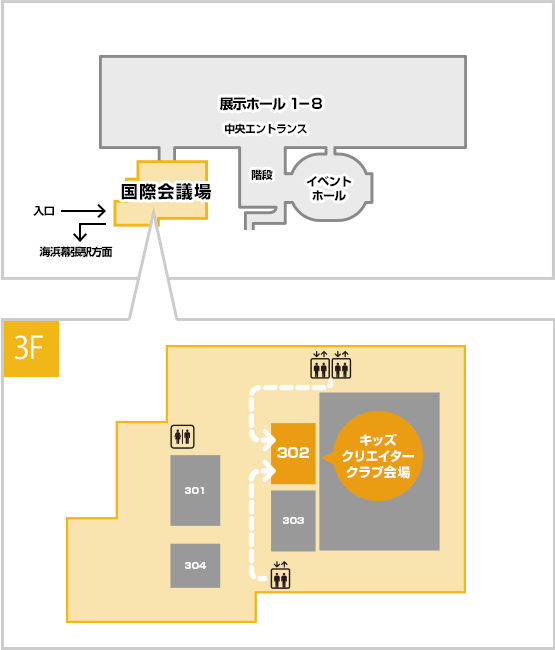 展示ホール 1-8
中央エントランス
階段
イベント
ホール
国際会議場
入口
海浜幕張駅方面
3F
キッズ
クリエイター
クラブ会場
302
301
303
304